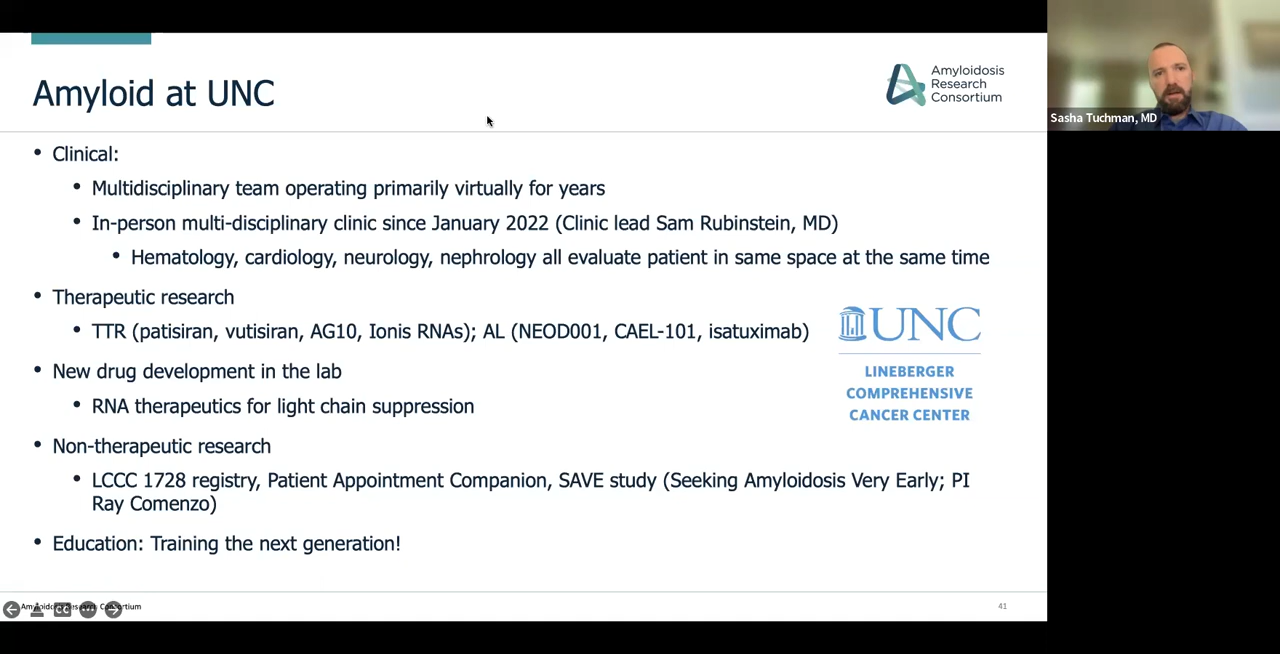 Amyloid at UNC
Amyloidosis
Research
Consortium
Sasha Tuchman, MD
• Clinical:
• Multidisciplinary team operating primarily virtually for years
• In-person multi-disciplinary clinic since January 2022 (Clinic lead Sam Rubinstein, MD)
• Hematology, cardiology, neurology, nephrology all evaluate patient in same space at the same time
• Therapeutic research
• TTR (patisiran, vutisiran, AG10, Ionis RNAs); AL (NEOD001, CAEL-101, isatuximab)
UNC
LINEBERGER
COMPREHENSIVE
CANCER CENTER
• New drug development in the lab
• RNA therapeutics for light chain suppression
• Non-therapeutic research
• LCCC 1728 registry, Patient Appointment Companion, SAVE study (Seeking Amyloidosis Very Early; PI
Ray Comenzo)
• Education: Training the next generation!
Amyloidosis Research Consortium
CC
41